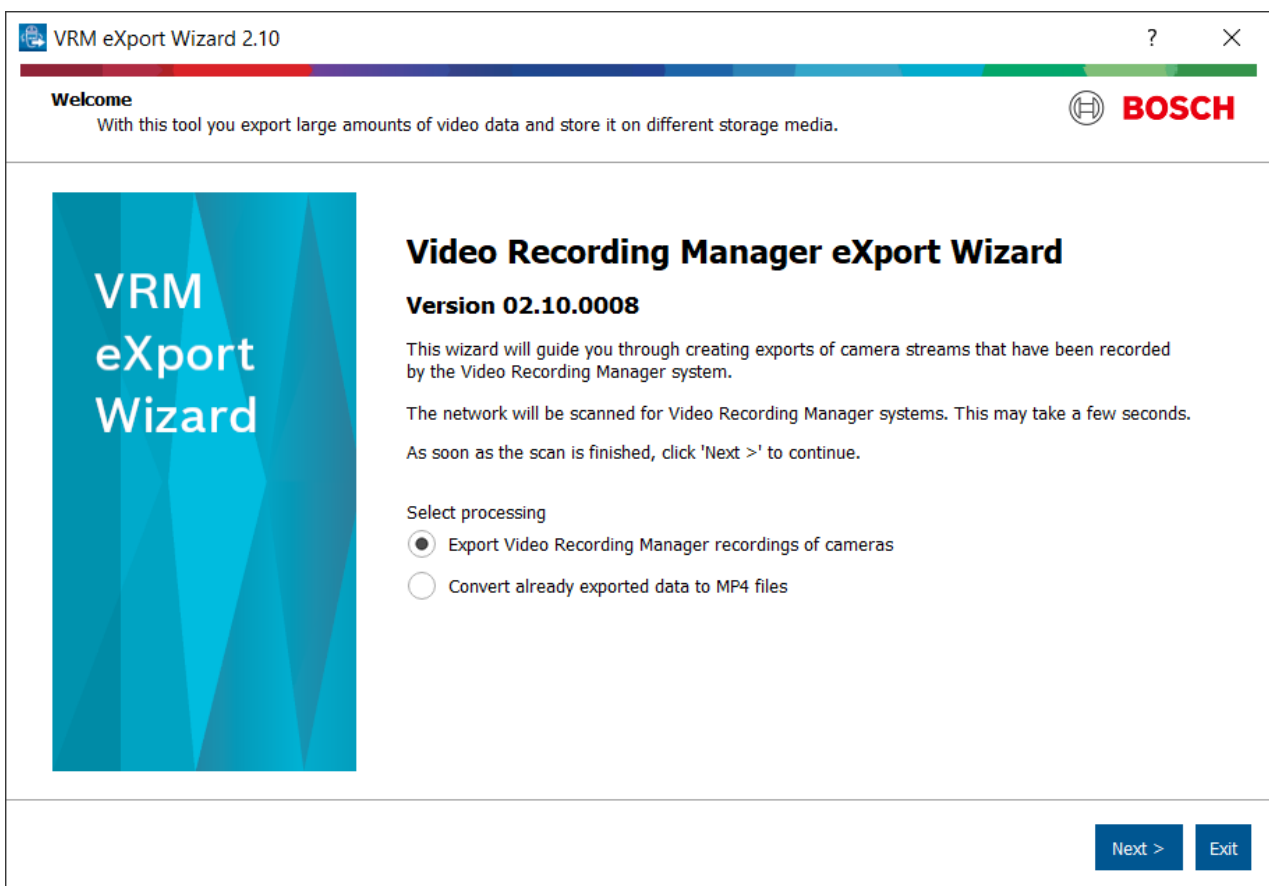 VRM eXport Wizard 2.10
?
Welcome
With this tool you export large amounts of video data and store it on different storage media.
BOSCH
VRM
eXport
Wizard
Video Recording Manager eXport Wizard
Version 02.10.0008
This wizard will guide you through creating exports of camera streams that have been recorded
by the Video Recording Manager system.
The network will be scanned for Video Recording Manager systems. This may take a few seconds.
As soon as the scan is finished, click 'Next >' to continue.
Select processing
Export Video Recording Manager recordings of cameras
Convert already exported data to MP4 files
Next >
Exit